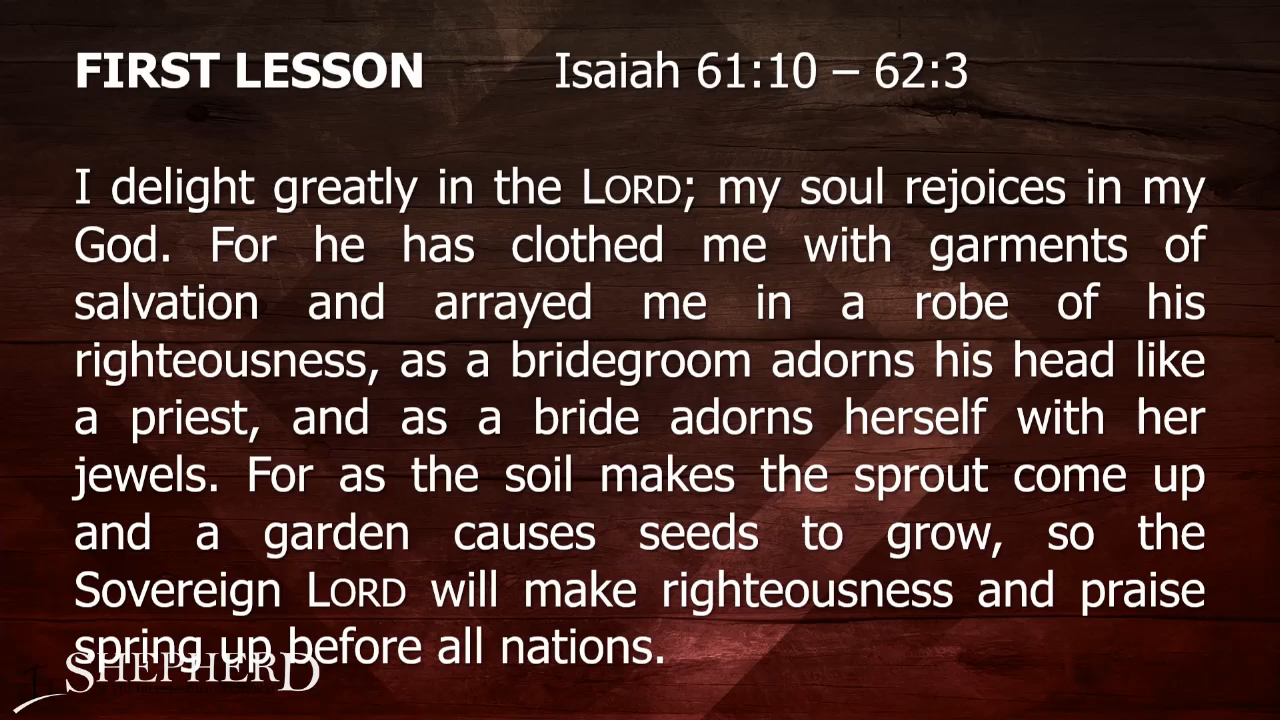 FIRST LESSON Isaiah 61:10 – 62:3
I delight greatly in the LORD; my soul rejoices in my
God. For he has clothed me with garments of
salvation and arrayed me in a robe of his
righteousness, as a bridegroom adorns his head like
a priest, and as a bride adorns herself with her
jewels. For as the soil makes the sprout come up
and a garden causes seeds to grow, so the
Sovereign LORD will make righteousness and praise
spring up before all nations.
SHEPHERD